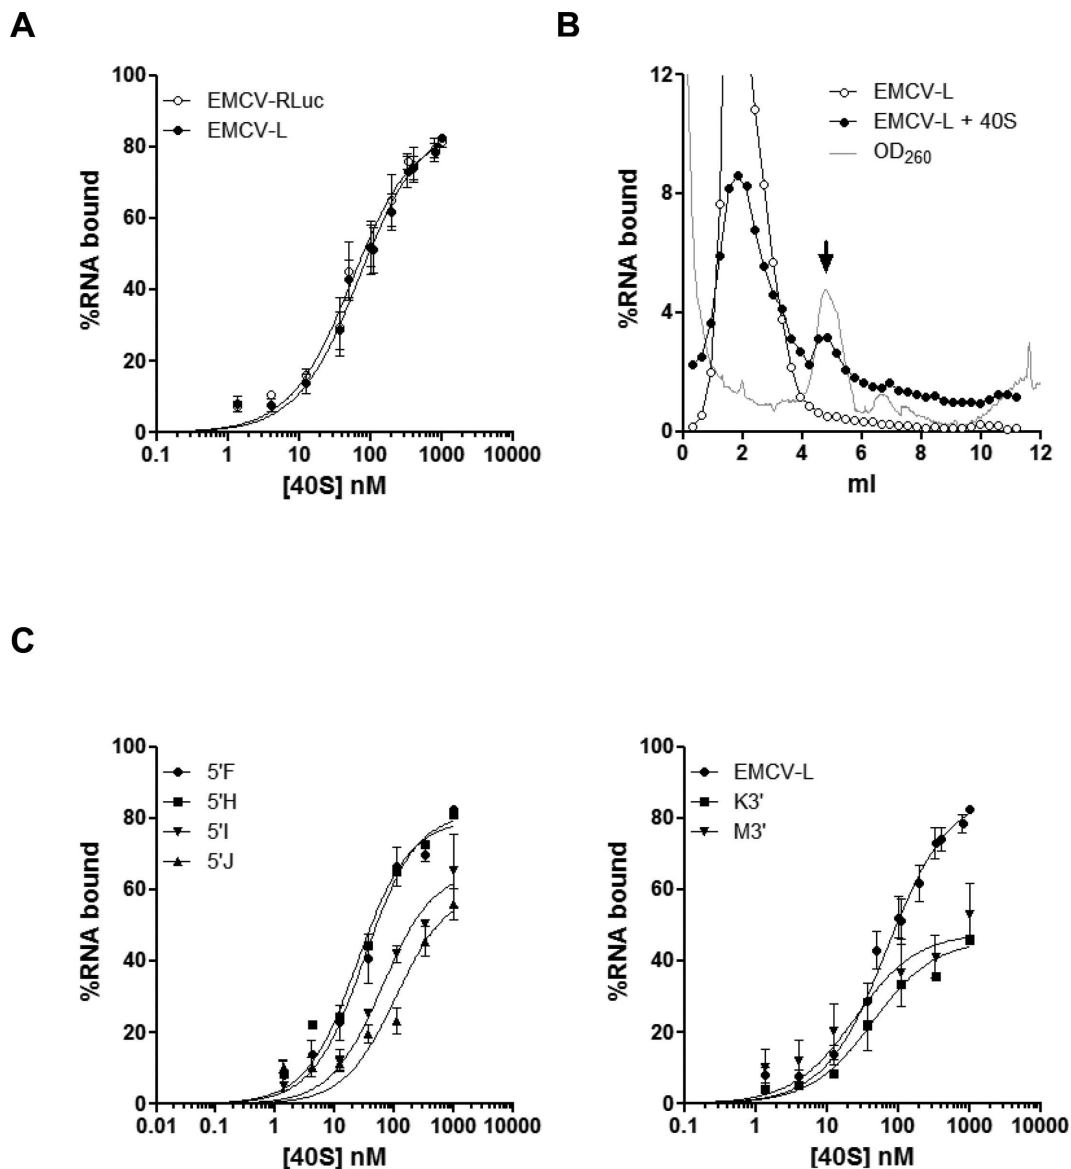 A
B
100
80
60
40
20
0
%RNA bound
EMCV-RLuc
EMCV-L
0.1 1 10 100 1000 10000
[40S] nM
12
8
4
0
%RNA bound
EMCV-L
EMCV-L + 40S
OD260
0 2 4 6 8 10 12
ml
C
100
80
60
40
20
0
%RNA bound
5'F
5'H
5'I
5'J
0.01 0.1 1 10 100 1000 10000
[40S] nM
100
80
60
40
20
0
%RNA bound
EMCV-L
K3'
M3'
0.1 1 10 100 1000 10000
[40S] nM